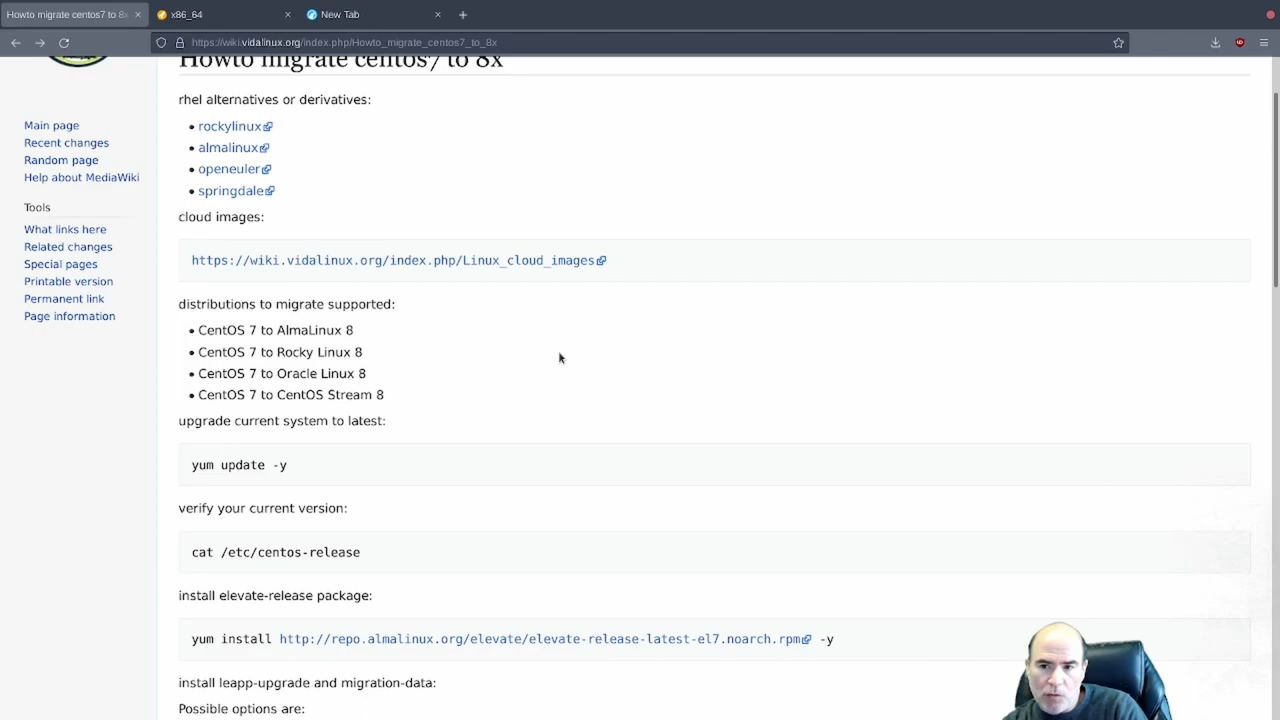 Howto migrate centos7 to 8x
x86_64
New Tab
https://wiki.vidalinux.org/index.php/Howto_migrate_centos7_to_8x
Howto migrate centos7 to 8x
Main page
Recent changes
Random page
Help about MediaWiki
Tools
What links here
Related changes
Special pages
Printable version
Permanent link
Page information
rhel alternatives or derivatives:
rockylinux
almalinux
openeuler
springdale
cloud images:
https://wiki.vidalinux.org/index.php/Linux_cloud_images
distributions to migrate supported:
CentOS 7 to AlmaLinux 8
CentOS 7 to Rocky Linux 8
CentOS 7 to Oracle Linux 8
CentOS 7 to CentOS Stream 8
upgrade current system to latest:
yum update -y
verify your current version:
cat /etc/centos-release
install elevate-release package:
yum install http://repo.almalinux.org/elevate/elevate-release-latest-el7.noarch.rpm -y
install leapp-upgrade and migration-data:
Possible options are: